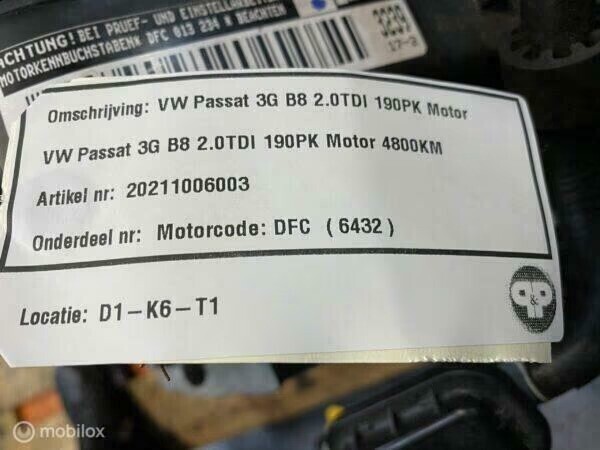 ACHTUNG! BEI PRUEF- UND EINSTELLARBEITEN
MOTORKENNBUCHSTABEN* DFC 013 234 * BEACHTEN
17-3
Omschrijving: VW Passat 3G B8 2.0TDI 190PK Motor
VW Passat 3G B8 2.0TDI 190PK Motor 4800KM
Artikel nr: 20211006003
Onderdeel nr: Motorcode: DFC ( 6432 )
P&P
Locatie: D1-K6-T1
mobilox